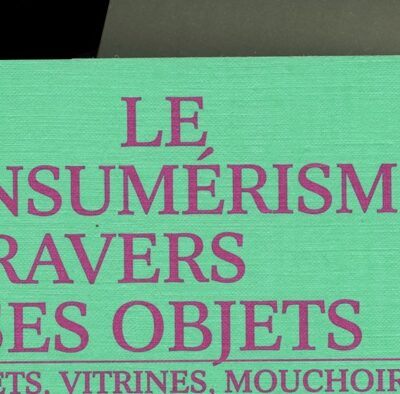 LE
NSUMÉRISM
RAVERS
SES OBJETS
ETS, VITRINES, MOUCHOIR